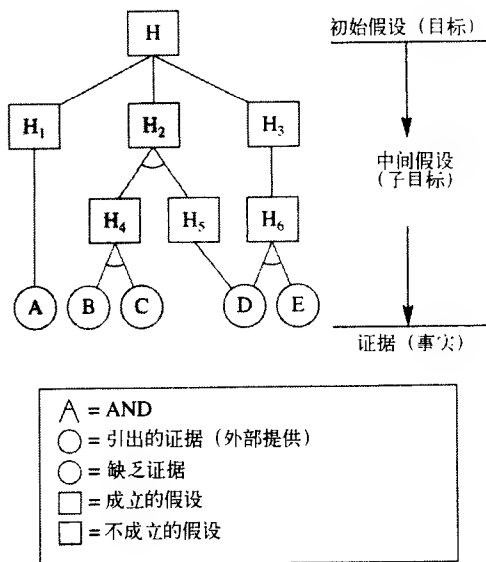 H
初始假设（目标）
H₁
H₂
H₃
中间假设
（子目标）
H₄
H₅
H₆
A
B
C
D
E
证据（事实）
= AND
= 引出的证据（外部提供）
= 缺乏证据
= 成立的假设
= 不成立的假设